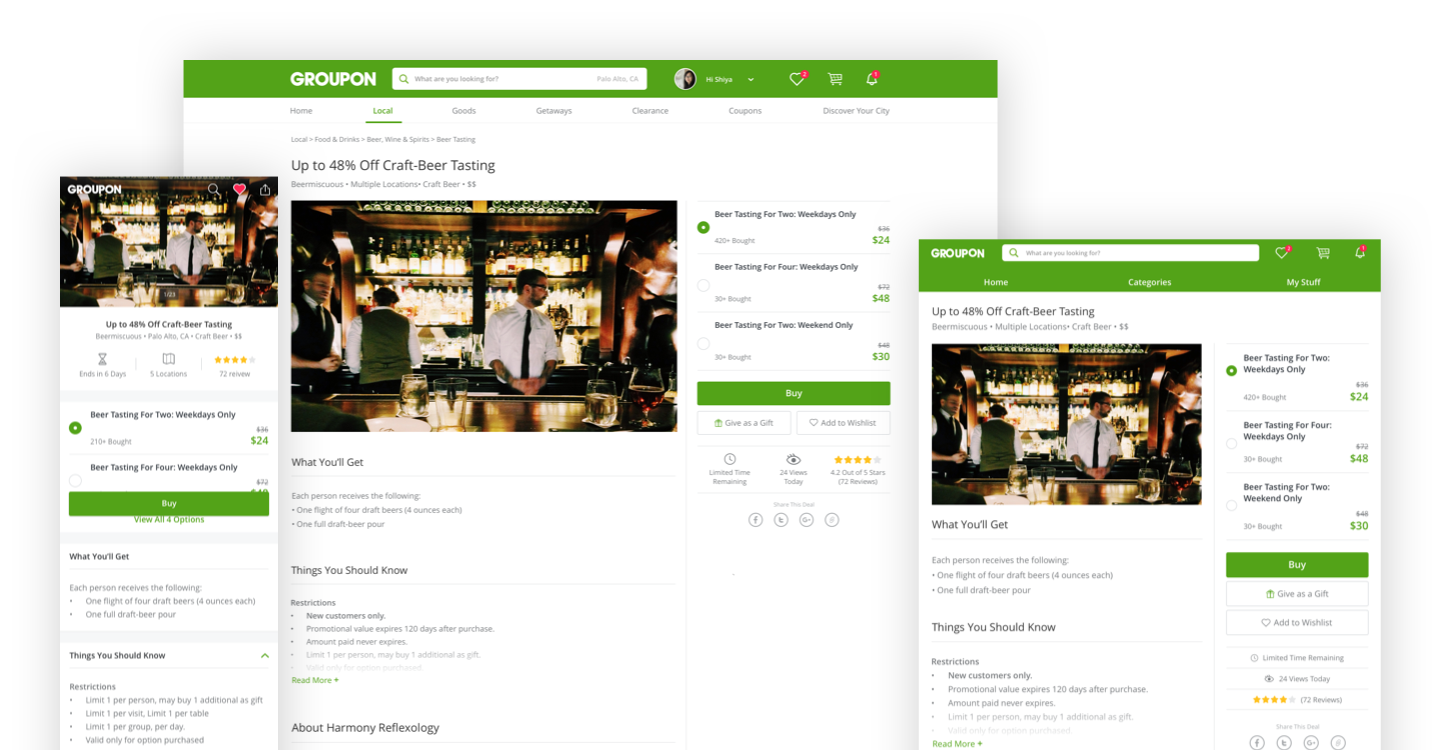 GROUPON
What are you looking for?
Palo Alto, CA
Hi Shiya
2
1
Home
Local
Goods
Getaways
Clearance
Coupons
Discover Your City
Local > Food & Drinks > Beer, Wine & Spirits > Beer Tasting
Up to 48% Off Craft-Beer Tasting
Beermiscuous • Multiple Locations• Craft Beer • $$
Beer Tasting For Two: Weekdays Only
$36
420+ Bought
$24
Beer Tasting For Four: Weekdays Only
$72
30+ Bought
$48
Beer Tasting For Two: Weekend Only
$48
30+ Bought
$30
Buy
Give as a Gift
Add to Wishlist
Limited Time
Remaining
24 Views
Today
4.2 Out of 5 Stars
(72 Reviews)
Share This Deal
What You'll Get
Each person receives the following:
• One flight of four draft beers (4 ounces each)
• One full draft-beer pour
Things You Should Know
Restrictions
• New customers only.
• Promotional value expires 120 days after purchase.
• Amount paid never expires.
• Limit 1 per person, may buy 1 additional as gift.
• Valid only for option purchased.
Read More +
About Harmony Reflexology
GROUPON
1/23
Up to 48% Off Craft-Beer Tasting
Beermiscuous • Palo Alto, CA • Craft Beer • $$
Ends in 6 Days
5 Locations
72 reivew
Beer Tasting For Two: Weekdays Only
$36
210+ Bought
$24
Beer Tasting For Four: Weekdays Only
$72
Buy
View All 4 Options
What You'll Get
Each person receives the following:
• One flight of four draft beers (4 ounces each)
• One full draft-beer pour
Things You Should Know
Restrictions
• Limit 1 per person, may buy 1 additional as gift
• Limit 1 per visit, Limit 1 per table
• Limit 1 per group, per day.
• Valid only for option purchased
GROUPON
What are you looking for?
2
1
Home
Categories
My Stuff
Up to 48% Off Craft-Beer Tasting
Beermiscuous • Multiple Locations• Craft Beer • $$
Beer Tasting For Two:
Weekdays Only
$36
420+ Bought
$24
Beer Tasting For Four:
Weekdays Only
$72
30+ Bought
$48
Beer Tasting For Two:
Weekend Only
$48
30+ Bought
$30
Buy
Give as a Gift
Add to Wishlist
Limited Time Remaining
24 Views Today
(72 Reviews)
Share This Deal
What You'll Get
Each person receives the following:
• One flight of four draft beers (4 ounces each)
• One full draft-beer pour
Things You Should Know
Restrictions
• New customers only.
• Promotional value expires 120 days after purchase.
• Amount paid never expires.
• Limit 1 per person, may buy 1 additional as gift.
• Valid only for option purchased.
Read More +